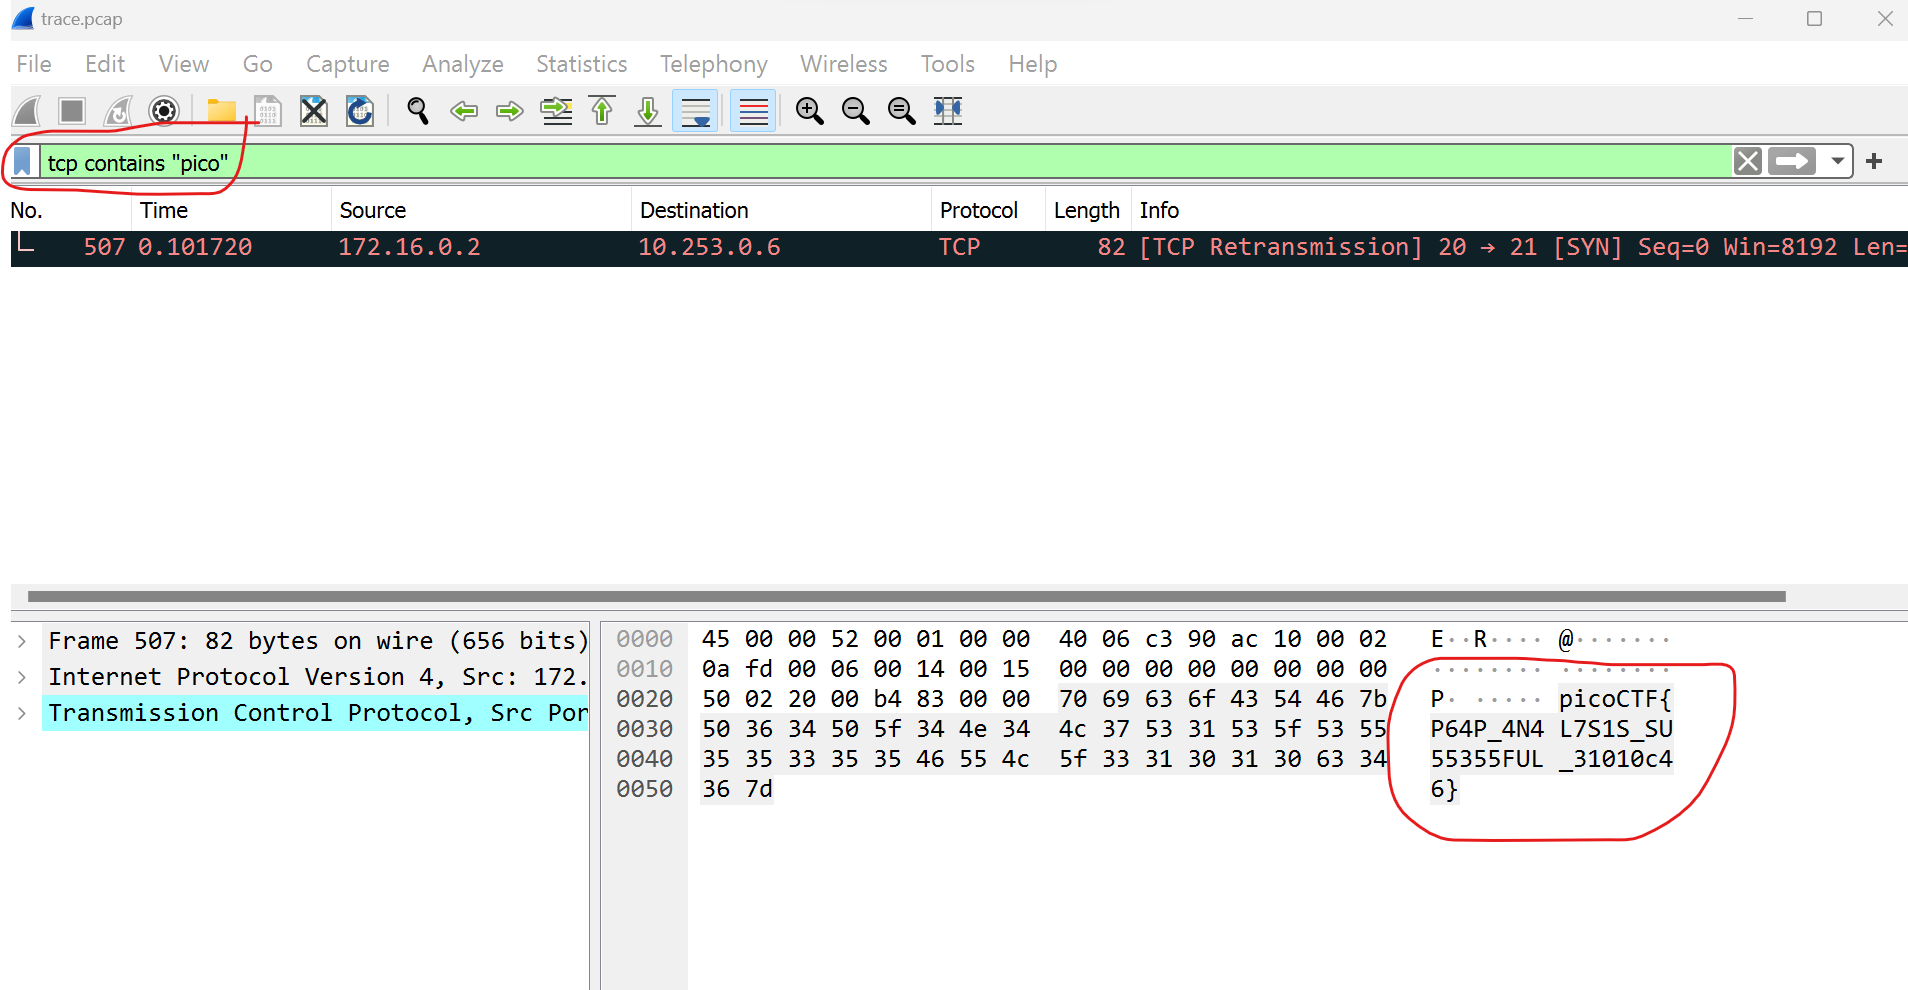 trace.pcap
File Edit View Go Capture Analyze Statistics Telephony Wireless Tools Help
tcp contains "pico"
No. Time Source Destination Protocol Length Info
507 0.101720 172.16.0.2 10.253.0.6 TCP 82 [TCP Retransmission] 20 → 21 [SYN] Seq=0 Win=8192 Len=
Frame 507: 82 bytes on wire (656 bits)
Internet Protocol Version 4, Src: 172.
Transmission Control Protocol, Src Por
0000 45 00 00 52 00 01 00 00 40 06 c3 90 ac 10 00 02 E··R···· @·······
0010 0a fd 00 06 00 14 00 15 00 00 00 00 00 00 00 00 ········ ········
0020 50 02 20 00 b4 83 00 00 70 69 63 6f 43 54 46 7b P· ····· picoCTF{
0030 50 36 34 50 5f 34 4e 34 4c 37 53 31 53 5f 53 55 P64P_4N4 L7S1S_SU
0040 35 35 33 35 35 46 55 4c 5f 33 31 30 31 30 63 34 55355FUL _31010c4
0050 36 7d 6}